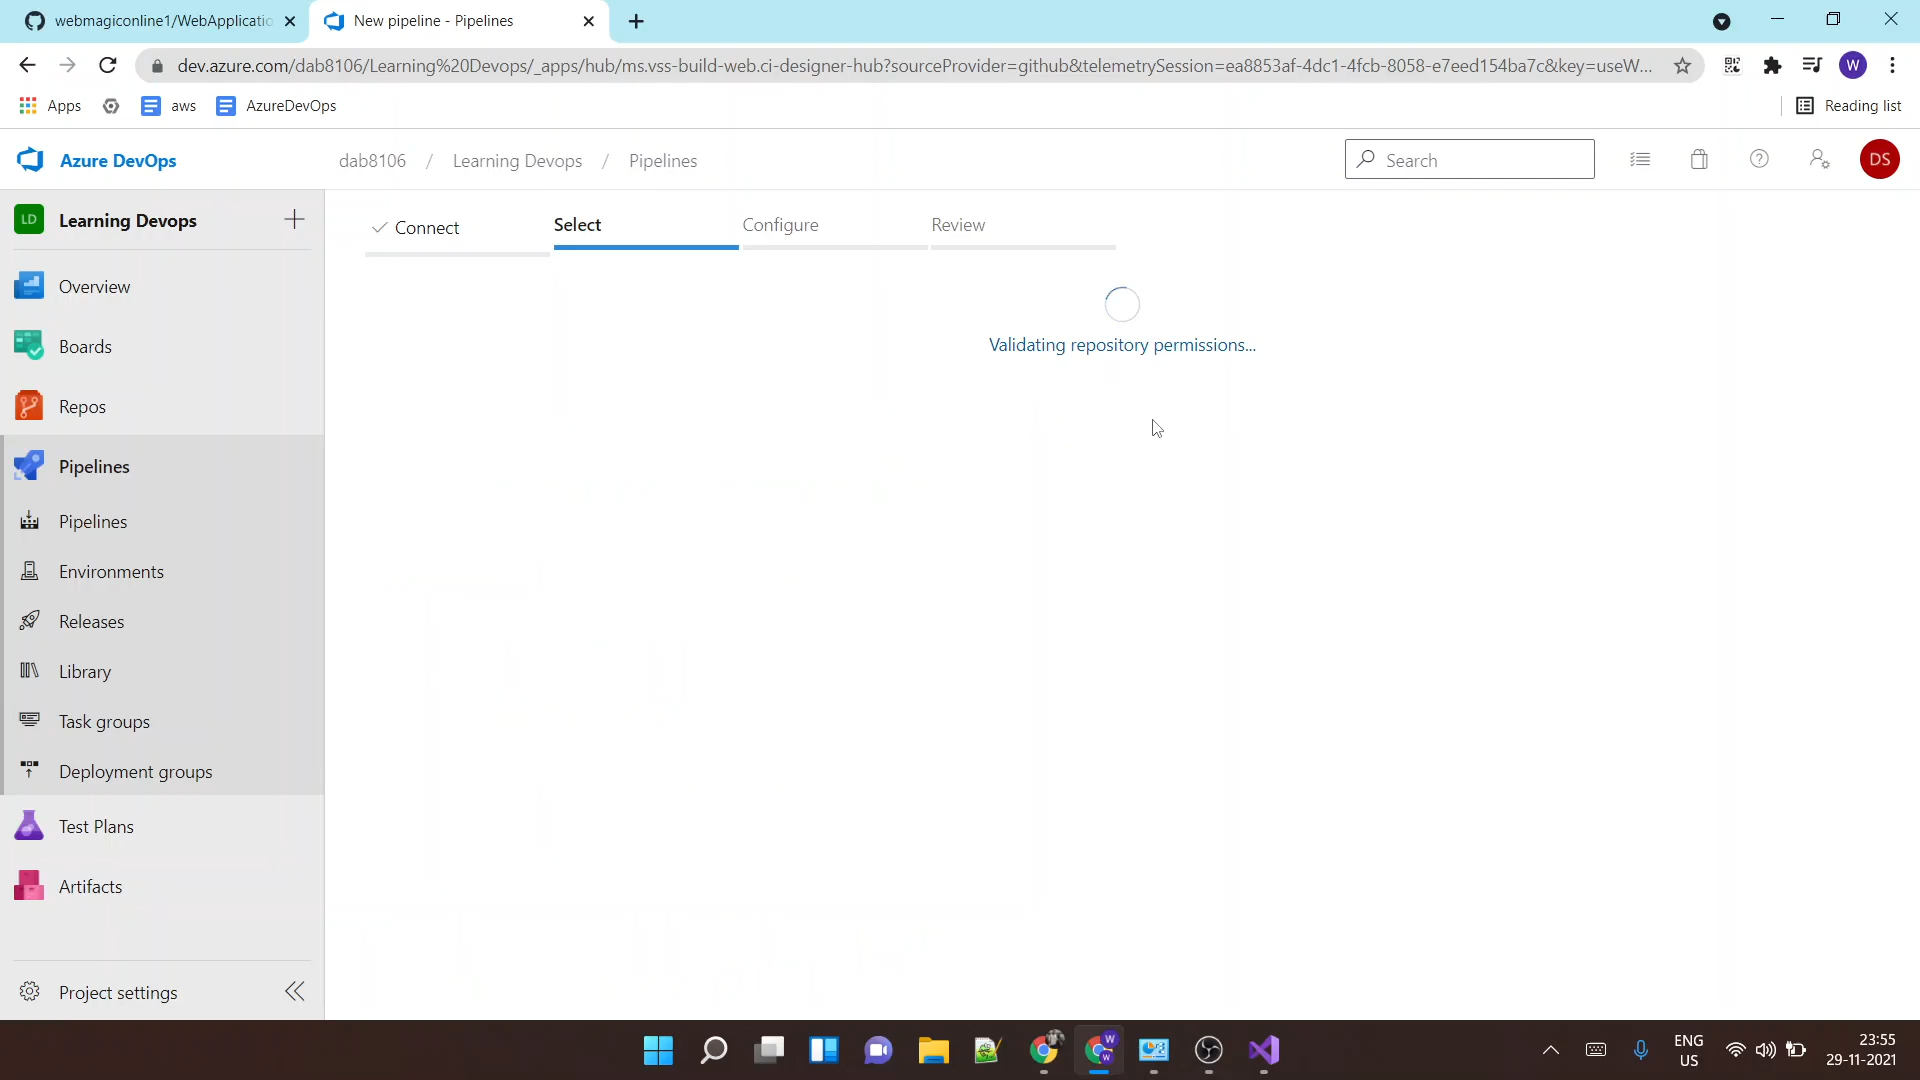 webmagiconline1/WebApplicatio
New pipeline - Pipelines
dev.azure.com/dab8106/Learning%20Devops/_apps/hub/ms.vss-build-web.ci-designer-hub?sourceProvider=github&telemetrySession=ea8853af-4dc1-4fcb-8058-e7eed154ba7c&key=useW...
W
Apps
aws
AzureDevOps
Reading list
Azure DevOps
dab8106 / Learning Devops / Pipelines
Search
DS
LD
Learning Devops
Connect
Select
Configure
Review
Overview
Validating repository permissions...
Boards
Repos
Pipelines
Pipelines
Environments
Releases
Library
Task groups
Deployment groups
Test Plans
Artifacts
Project settings
W
W
ENG
US
23:55
29-11-2021